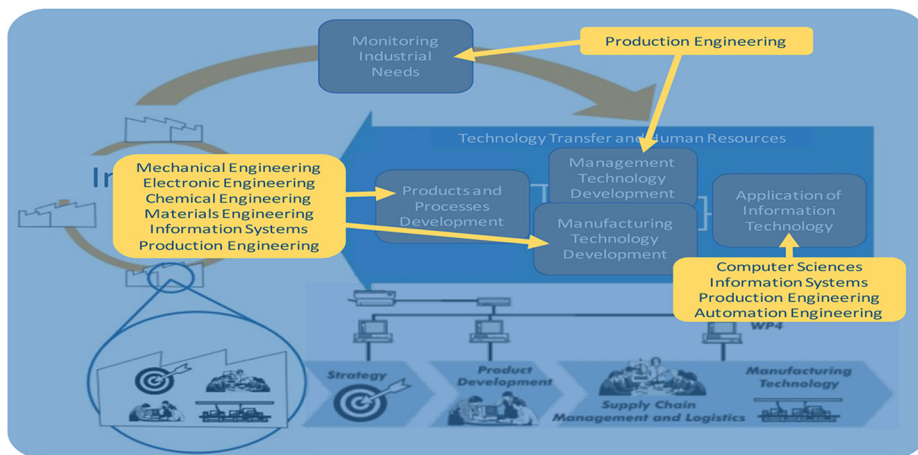 Monitoring
Industrial
Needs
Production Engineering
Technology Transfer and Human Resources
Mechanical Engineering
Electronic Engineering
Chemical Engineering
Materials Engineering
Information Systems
Production Engineering
Products and
Processes
Development
Management
Technology
Development
Manufacturing
Technology
Development
Application of
Information
Technology
Computer Sciences
Information Systems
Production Engineering
Automation Engineering
WP4
Strategy
Product
Development
Supply Chain
Management and Logistics
Manufacturing
Technology